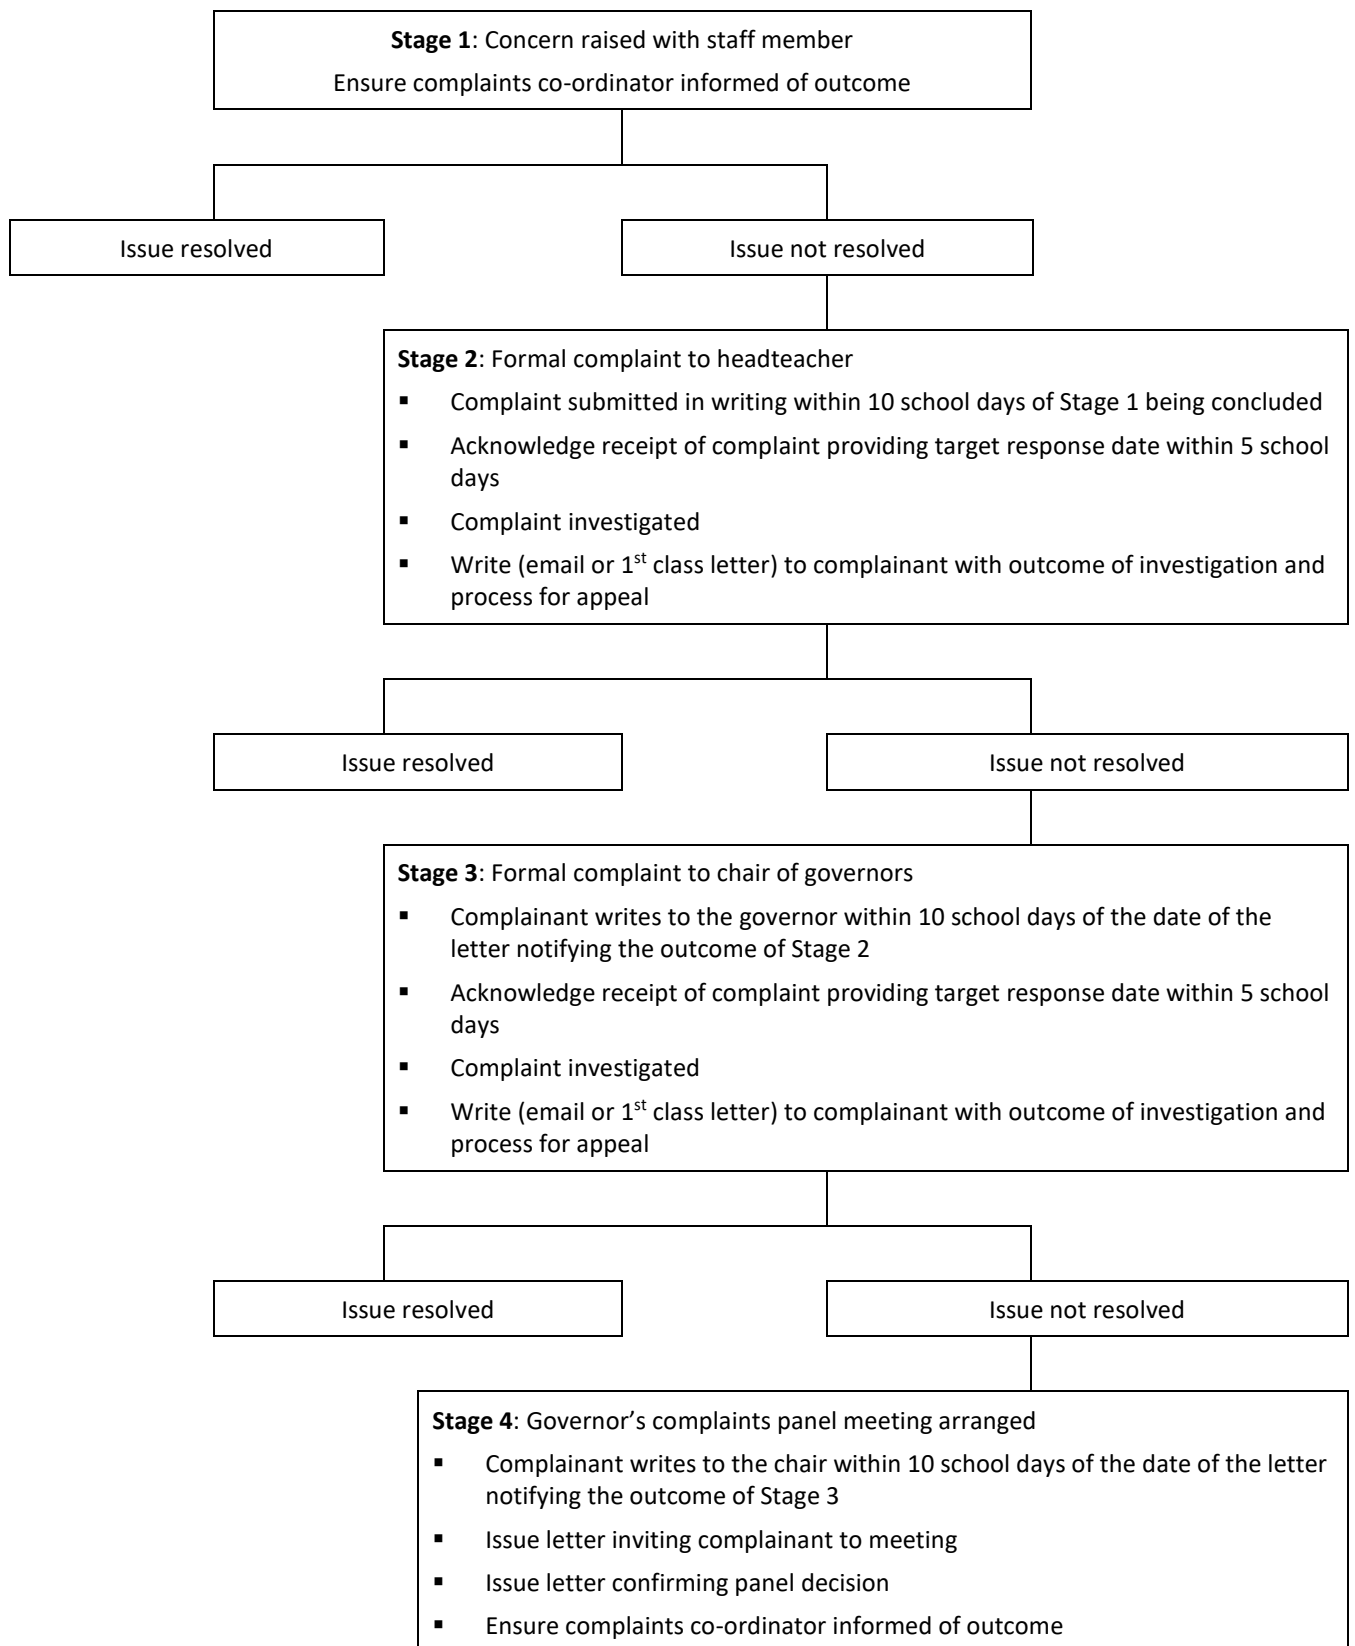 Stage 1: Concern raised with staff member
Ensure complaints co-ordinator informed of outcome
Issue resolved
Issue not resolved
Stage 2: Formal complaint to headteacher
▪ Complaint submitted in writing within 10 school days of Stage 1 being concluded
▪ Acknowledge receipt of complaint providing target response date within 5 school
days
▪ Complaint investigated
▪ Write (email or 1st class letter) to complainant with outcome of investigation and
process for appeal
Issue resolved
Issue not resolved
Stage 3: Formal complaint to chair of governors
▪ Complainant writes to the governor within 10 school days of the date of the
letter notifying the outcome of Stage 2
▪ Acknowledge receipt of complaint providing target response date within 5 school
days
▪ Complaint investigated
▪ Write (email or 1st class letter) to complainant with outcome of investigation and
process for appeal
Issue resolved
Issue not resolved
Stage 4: Governor’s complaints panel meeting arranged
▪ Complainant writes to the chair within 10 school days of the date of the letter
notifying the outcome of Stage 3
▪ Issue letter inviting complainant to meeting
▪ Issue letter confirming panel decision
▪ Ensure complaints co-ordinator informed of outcome